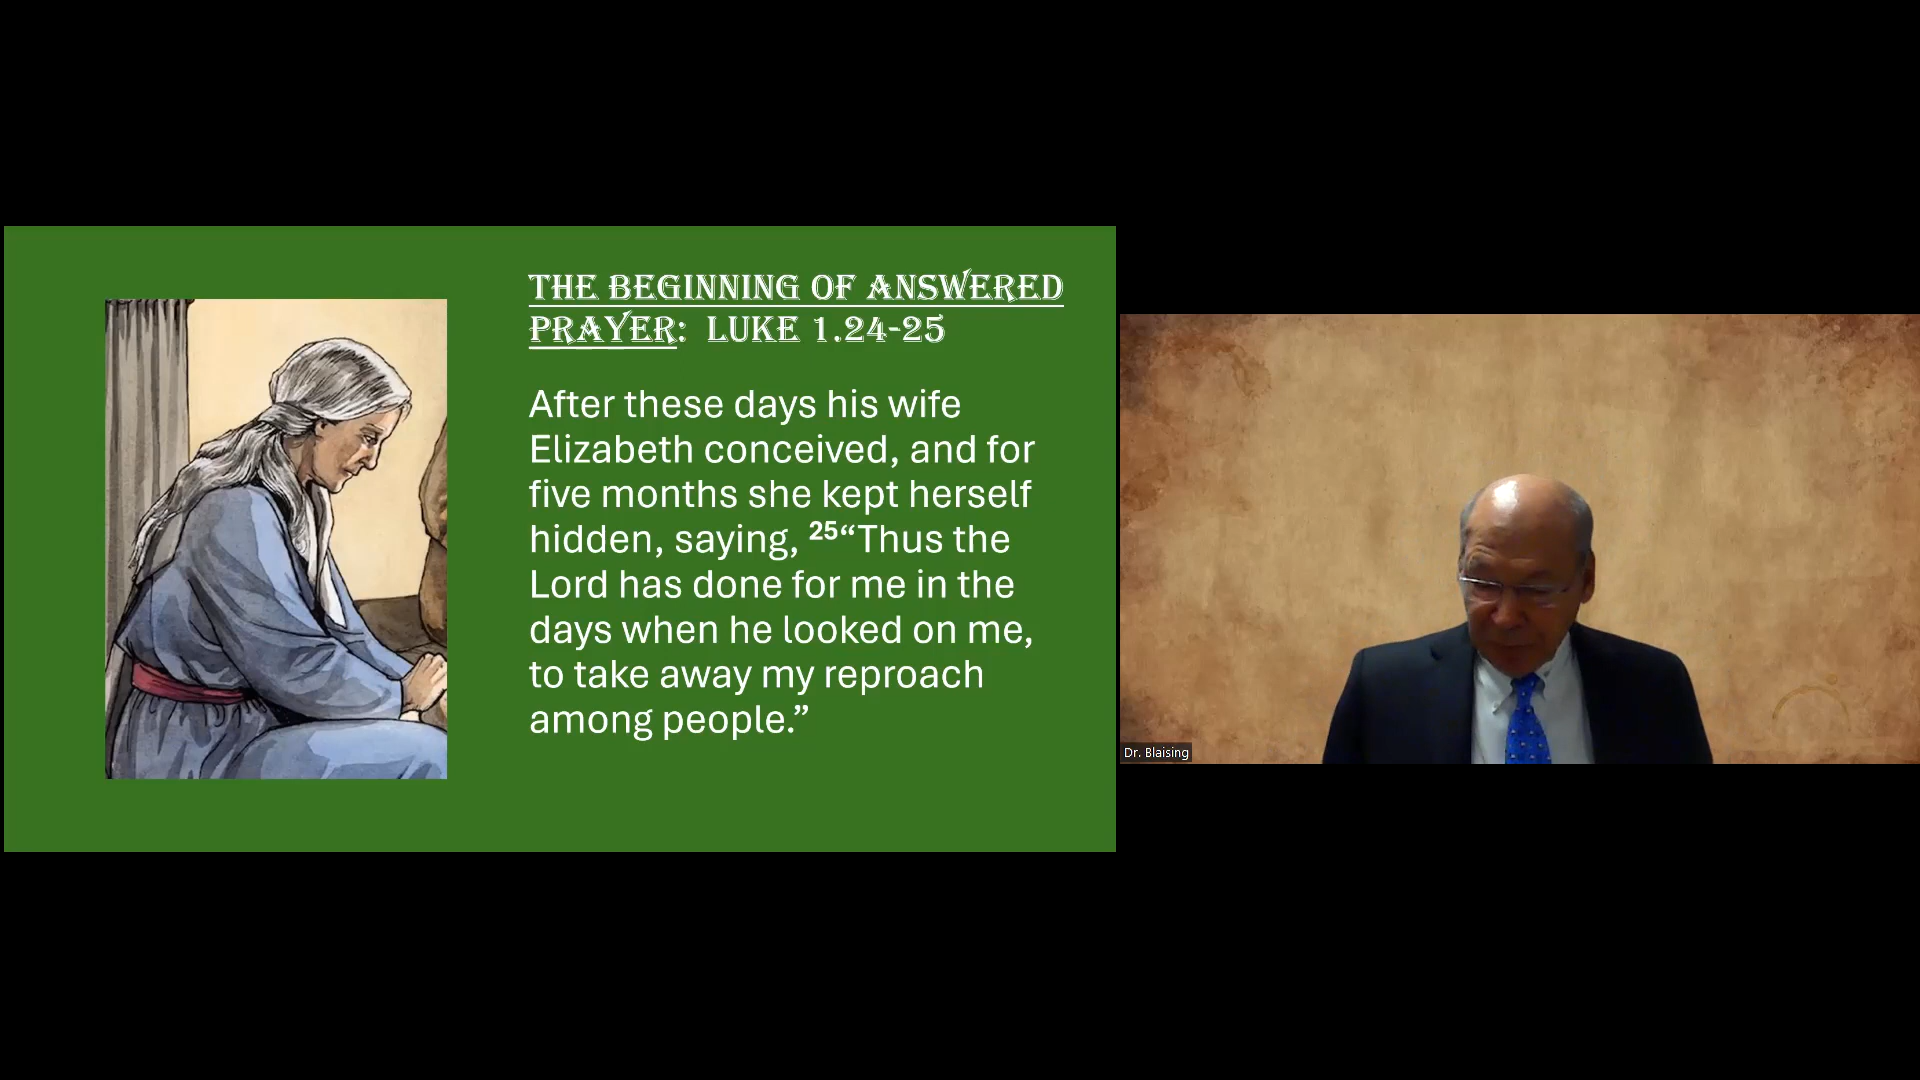 THE BEGINNING OF ANSWERED
PRAYER: LUKE 1.24-25
After these days his wife
Elizabeth conceived, and for
five months she kept herself
hidden, saying, 25“Thus the
Lord has done for me in the
days when he looked on me,
to take away my reproach
among people.”
Dr. Blaising